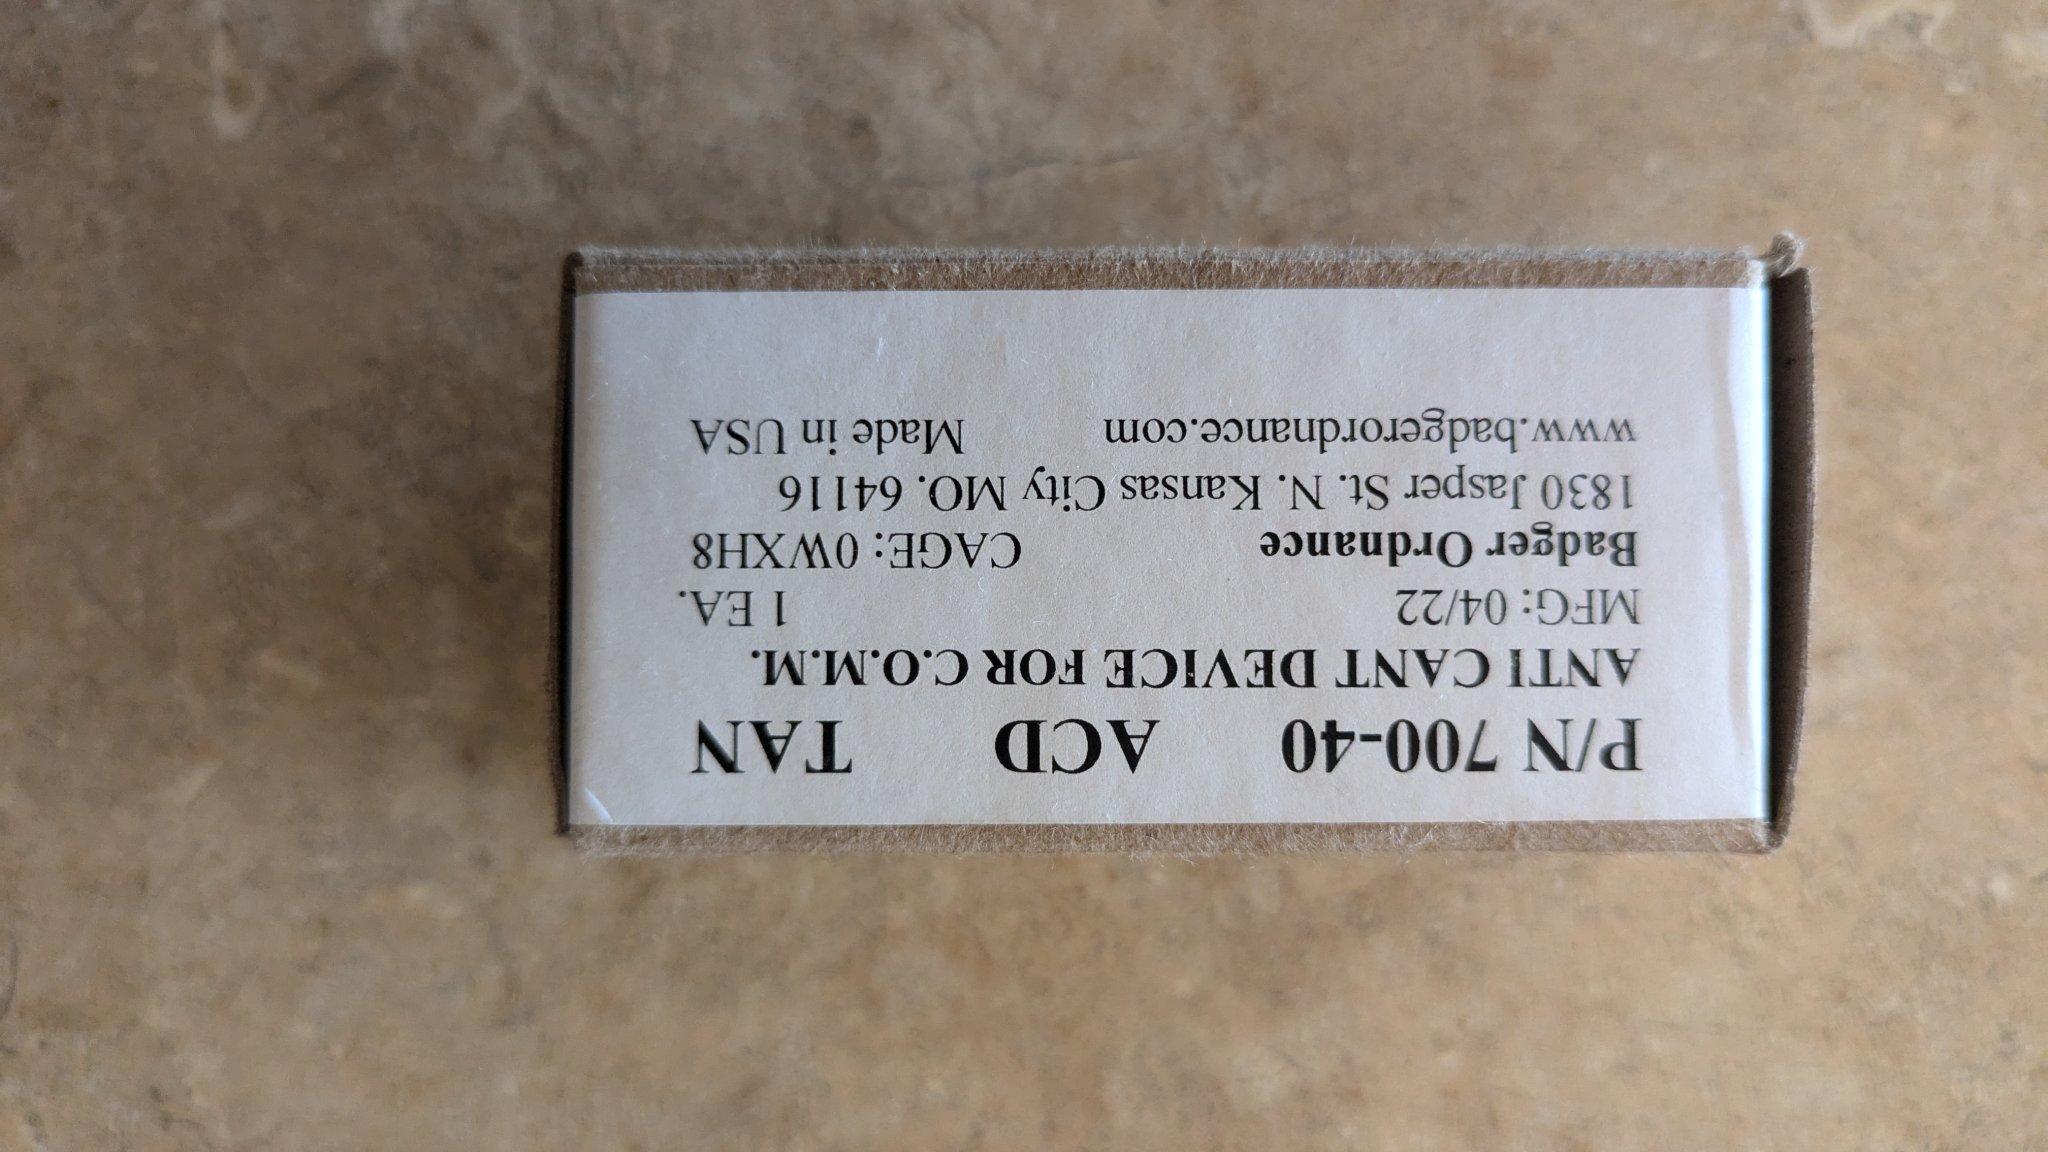 P/N 700-40 ACD TAN
ANTI CANT DEVICE FOR C.O.M.M.
MFG: 04/22 1 EA.
Badger Ordnance CAGE: 0WXH8
1830 Jasper St. N. Kansas City MO. 64116
www.badgerordnance.com Made in USA